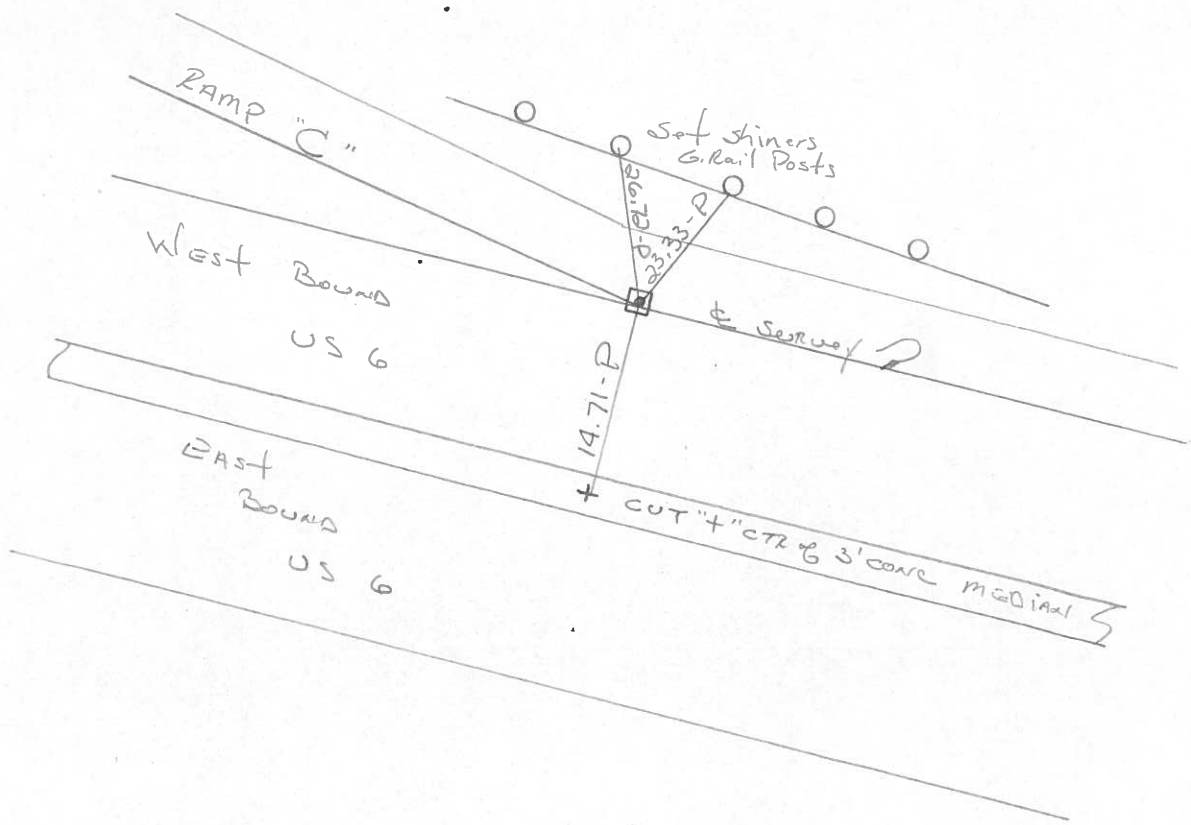 RAMP "C"
Set shiners
G.Rail Posts
23.33-P
WEST BOUND
US 6
℄ SURVEY ?
14.71-P
EAST
BOUND
US 6
CUT "+" CTR of 3' CONC MEDIAN